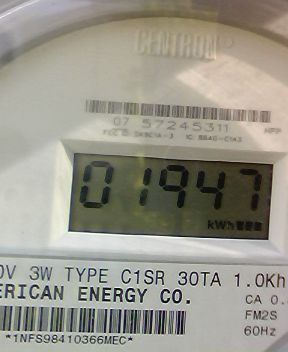 CENTRON®
07 57245311
01947
kWh
0V 3W TYPE C1SR 30TA 1.0Kh
ERICAN ENERGY CO.
CA 0.
FM2S
60Hz
*1NFS98410366MEC*